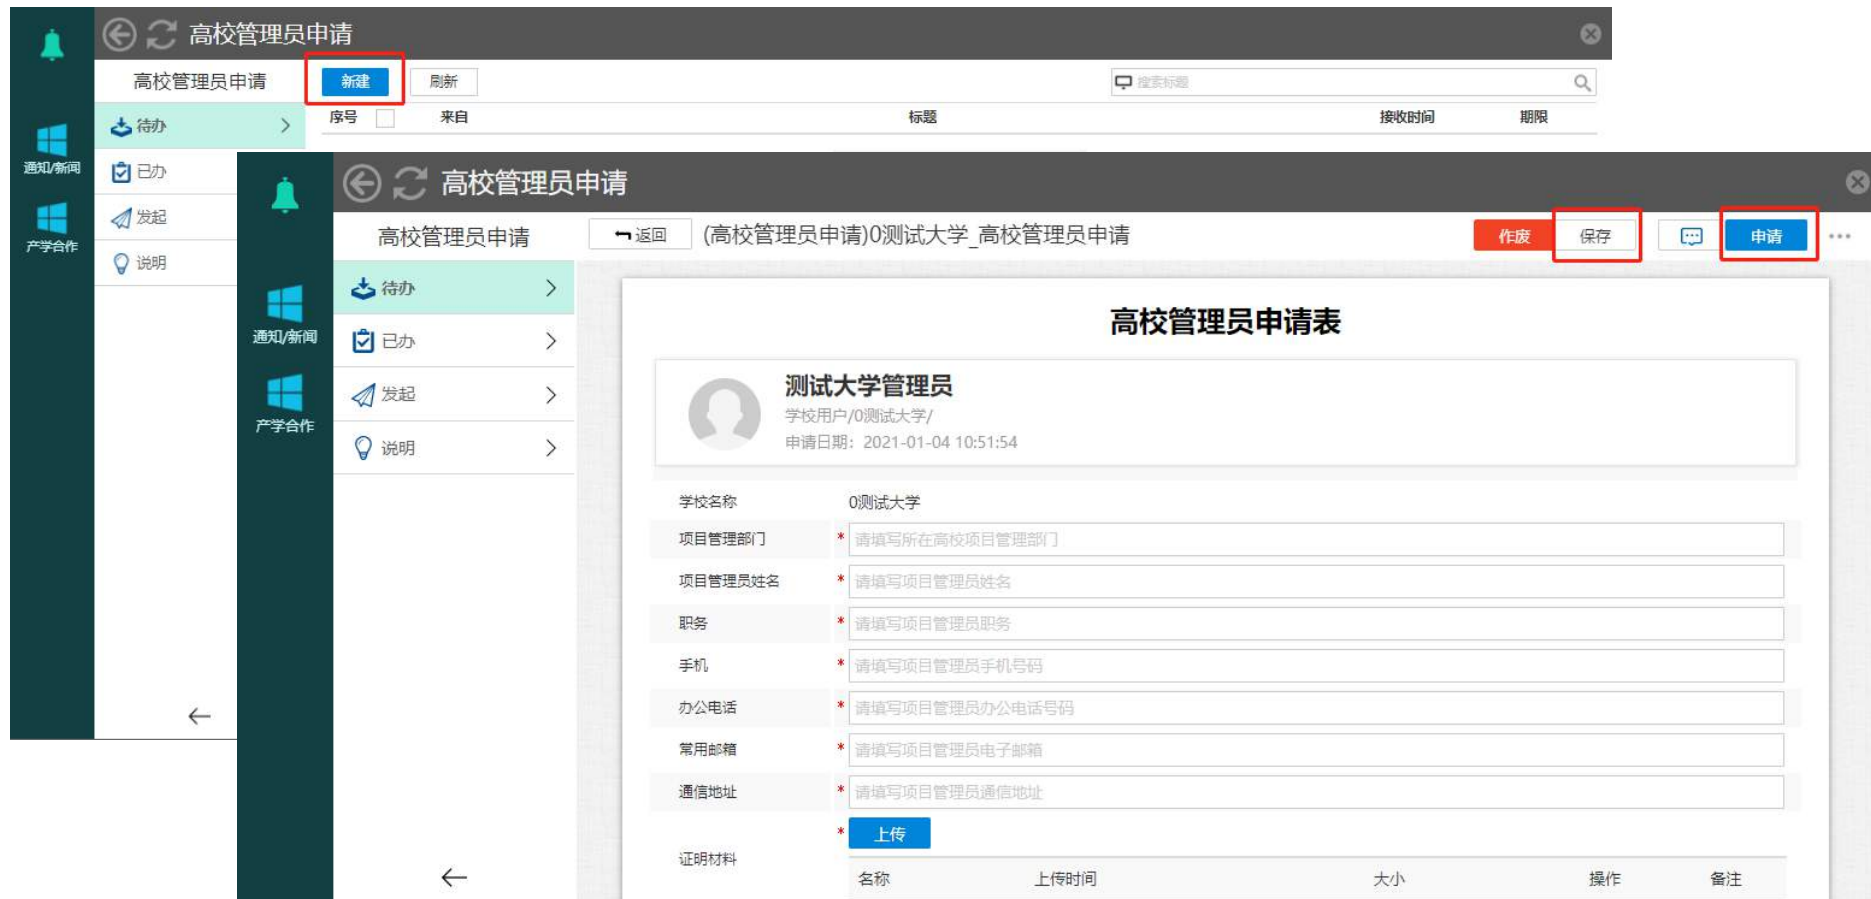 高校管理员申请
高校管理员申请
新建
刷新
搜索标题
序号
来自
标题
接收时间
期限
待办
已办
发起
说明
通知/新闻
产学合作
高校管理员申请
高校管理员申请
返回
(高校管理员申请)0测试大学_高校管理员申请
作废
保存
申请
待办
已办
发起
说明
通知/新闻
产学合作
高校管理员申请表
测试大学管理员
学校用户/0测试大学/
申请日期：2021-01-04 10:51:54
学校名称 0测试大学
项目管理部门 * 请填写所在高校项目管理部门
项目管理员姓名 * 请填写项目管理员姓名
职务 * 请填写项目管理员职务
手机 * 请填写项目管理员手机号码
办公电话 * 请填写项目管理员办公电话号码
常用邮箱 * 请填写项目管理员电子邮箱
通信地址 * 请填写项目管理员通信地址
证明材料 * 上传
名称 上传时间 大小 操作 备注